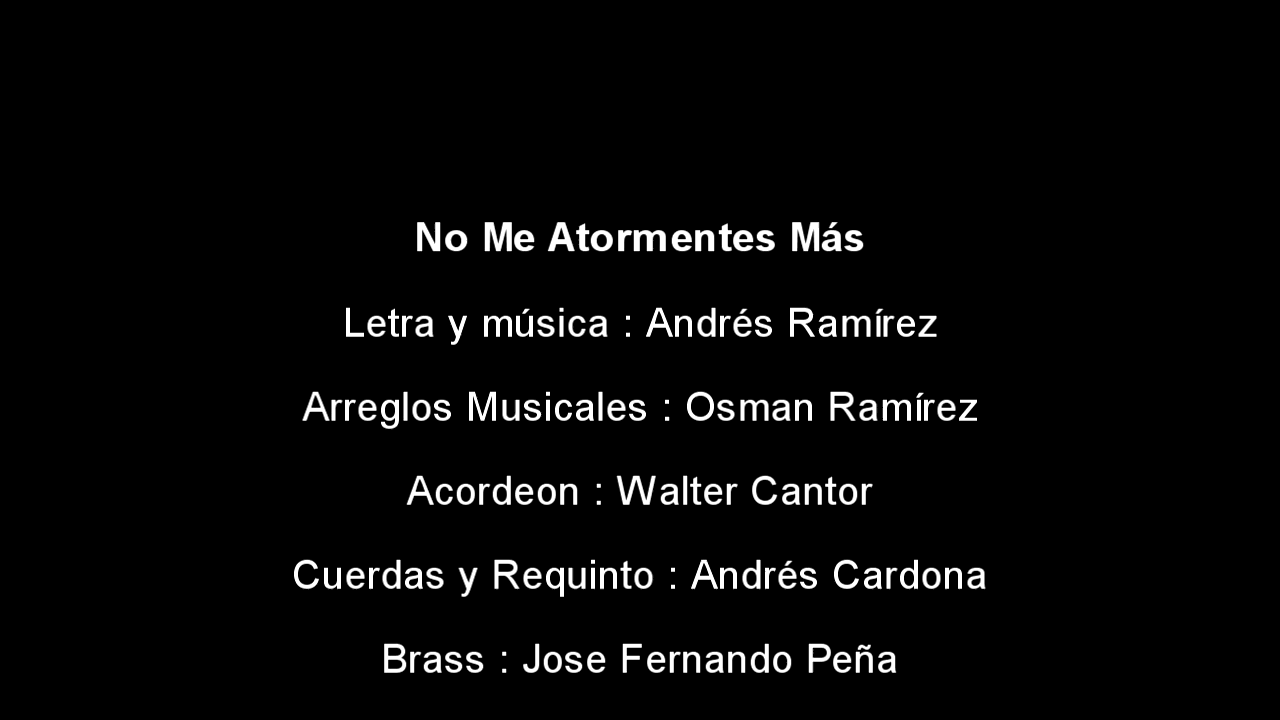 No Me Atormentes Más
Letra y música : Andrés Ramírez
Arreglos Musicales : Osman Ramírez
Acordeon : Walter Cantor
Cuerdas y Requinto : Andrés Cardona
Brass : Jose Fernando Peña